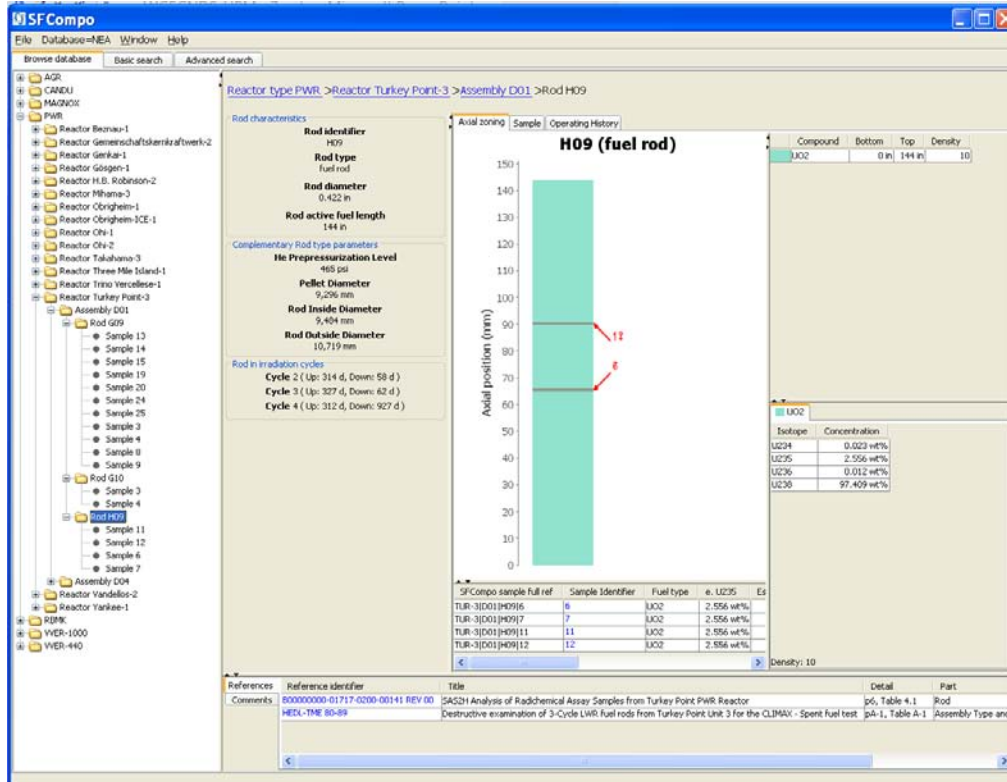 SFCompo
File Database=NEA Window Help
Browse database Basic search Advanced search
AGR
CANDU
MAGNOX
PWR
Reactor Beznau-1
Reactor Gemeinschaftskernkraftwerk-2
Reactor Genkai-1
Reactor Gösgen-1
Reactor H.B. Robinson-2
Reactor Mihama-3
Reactor Obrigheim-1
Reactor Obrigheim-ICE-1
Reactor Ohi-1
Reactor Ohi-2
Reactor Takahama-3
Reactor Three Mile Island-1
Reactor Trino Vercellese-1
Reactor Turkey Point-3
Assembly D01
Rod G09
Sample 13
Sample 14
Sample 15
Sample 19
Sample 20
Sample 24
Sample 25
Sample 3
Sample 4
Sample 8
Sample 9
Rod G10
Sample 3
Sample 4
Rod H09
Sample 11
Sample 12
Sample 6
Sample 7
Assembly D04
Reactor Vandellos-2
Reactor Yankee-1
RBMK
VVER-1000
VVER-440
Reactor type PWR >Reactor Turkey Point-3 >Assembly D01 >Rod H09
Rod characteristics
Rod identifier
H09
Rod type
fuel rod
Rod diameter
0.422 in
Rod active fuel length
144 in
Complementary Rod type parameters
He Prepressurization Level
465 psi
Pellet Diameter
9,296 mm
Rod Inside Diameter
9,484 mm
Rod Outside Diameter
10,719 mm
Rod in irradiation cycles
Cycle 2 ( Up: 314 d, Down: 58 d )
Cycle 3 ( Up: 327 d, Down: 62 d )
Cycle 4 ( Up: 312 d, Down: 927 d )
Axial zoning Sample Operating History
H09 (fuel rod)
Axial position (mm)
150
140
130
120
110
100
90
80
70
60
50
40
30
20
10
0
12
6
Compound Bottom Top Density
UO2 0 in 144 in 10
UO2
Isotope Concentration
U234 0.023 wt%
U235 2.556 wt%
U236 0.012 wt%
U238 97.409 wt%
Density: 10
SFCompo sample full ref Sample Identifier Fuel type e. U235 Es
TUR-3|D01|H09|6 6 UO2 2.556 wt%
TUR-3|D01|H09|7 7 UO2 2.556 wt%
TUR-3|D01|H09|11 11 UO2 2.556 wt%
TUR-3|D01|H09|12 12 UO2 2.556 wt%
References Comments
Reference identifier Title Detail Part
B00000000-01717-0200-00141 REV 00 SAS2H Analysis of Radichemical Assay Samples from Turkey Point PWR Reactor p6, Table 4.1 Rod
HEDL-TME 80-89 Destructive examination of 3-Cycle LWR fuel rods from Turkey Point Unit 3 for the CLIMAX - Spent fuel test pA-1, Table A-1 Assembly Type and